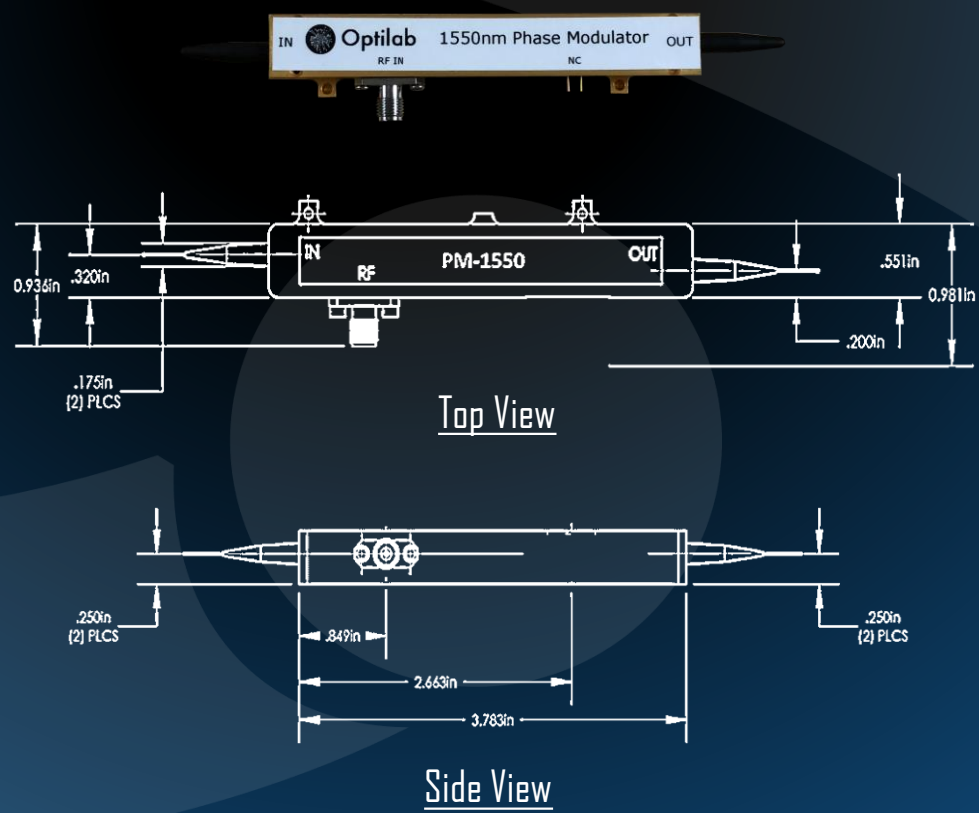 IN Optilab 1550nm Phase Modulator OUT
RF IN NC
IN OUT
PM-1550
RF
.320in
0.936in
.551in
0.981in
.200in
.175in
(2) PLCS
Top View
.250in
(2) PLCS
.849in
.250in
(2) PLCS
2.663in
3.783in
Side View